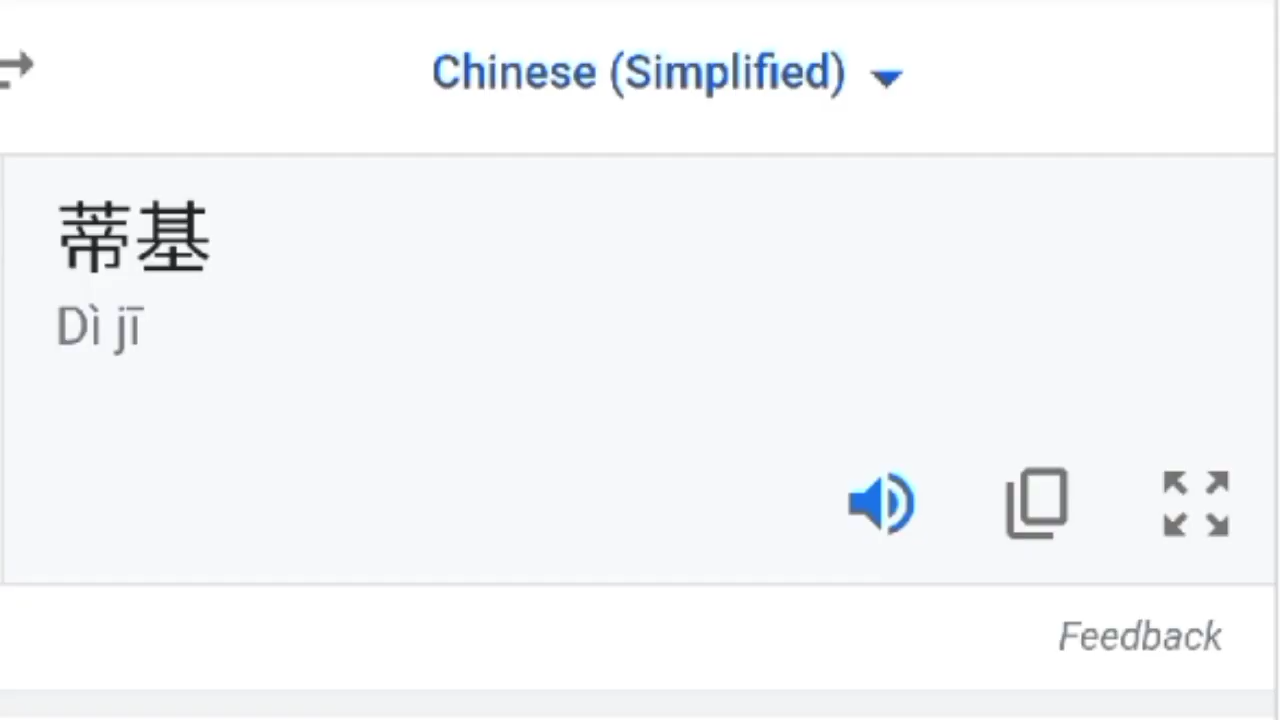 Chinese (Simplified)
蒂基
Dì jī
Feedback